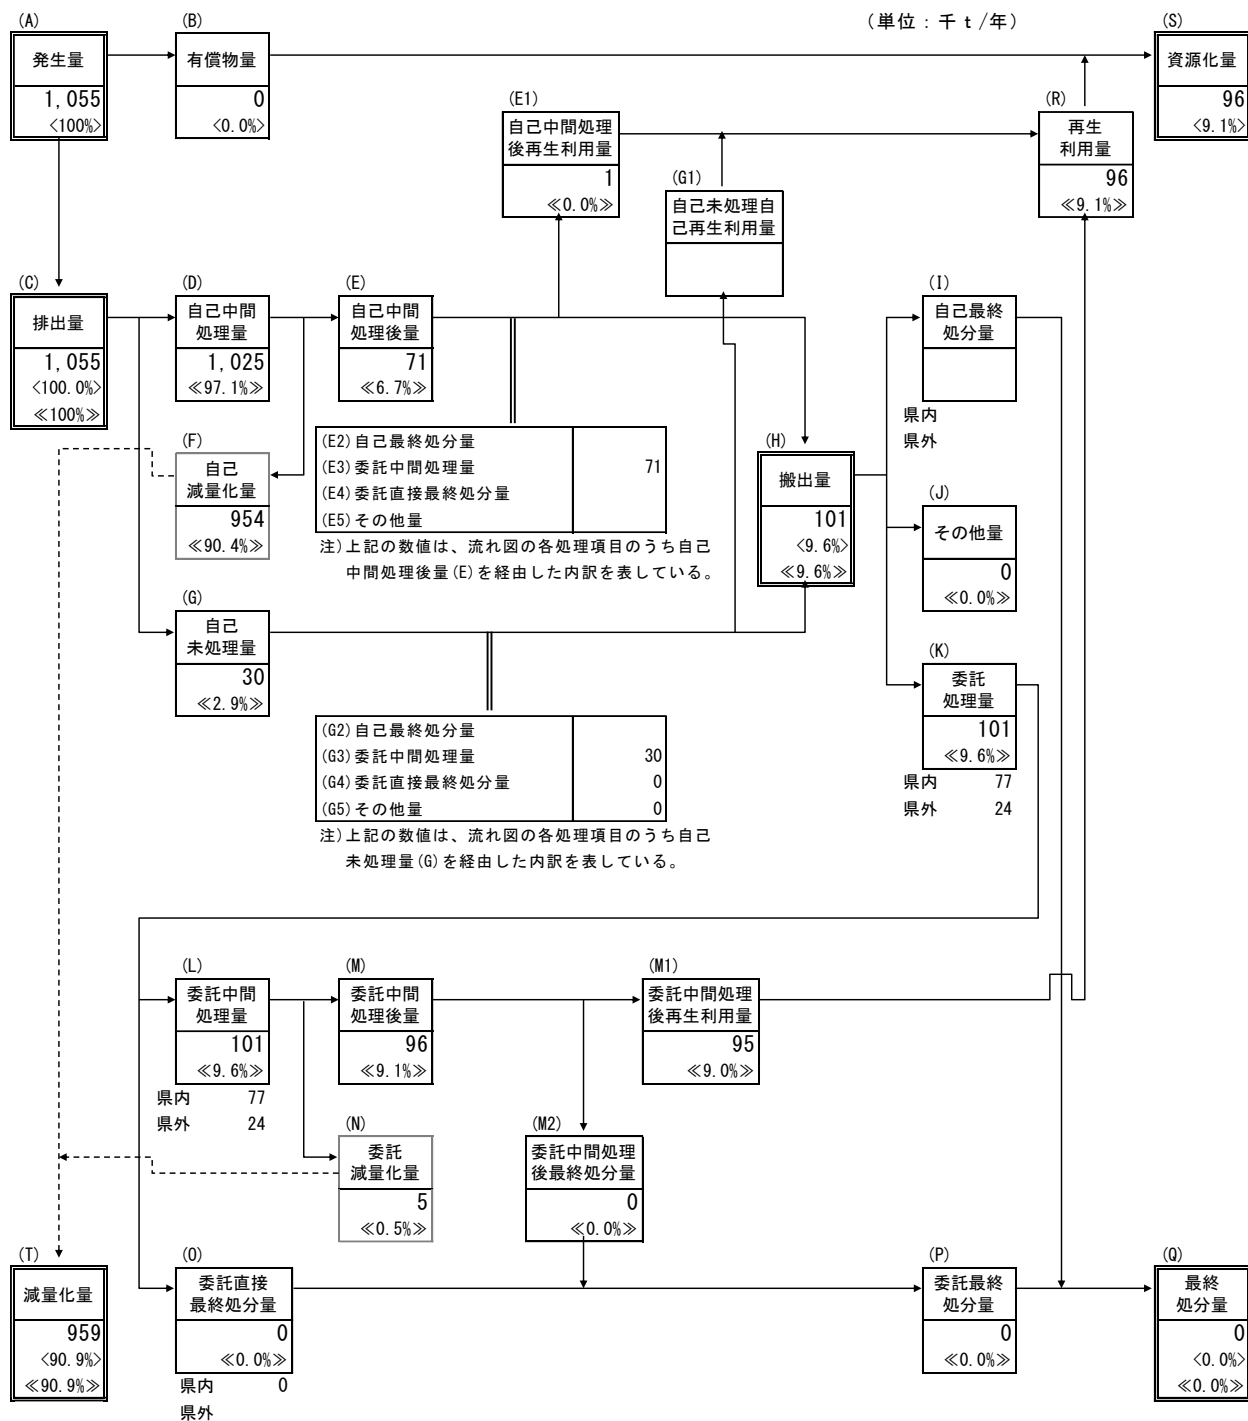 （単位：千ｔ/年）
(A)
発生量
1,055
<100%>
(B)
有償物量
0
<0.0%>
(S)
資源化量
96
<9.1%>
(E1)
自己中間処理
後再生利用量
1
≪0.0%≫
(R)
再生
利用量
96
≪9.1%≫
(G1)
自己未処理自
己再生利用量
(C)
排出量
1,055
<100.0%>
≪100%≫
(D)
自己中間
処理量
1,025
≪97.1%≫
(E)
自己中間
処理後量
71
≪6.7%≫
(I)
自己最終
処分量
県内
県外
(F)
自己
減量化量
954
≪90.4%≫
(E2)自己最終処分量
(E3)委託中間処理量 71
(E4)委託直接最終処分量
(E5)その他量
注)上記の数値は、流れ図の各処理項目のうち自己
中間処理後量(E)を経由した内訳を表している。
(H)
搬出量
101
<9.6%>
≪9.6%≫
(J)
その他量
0
≪0.0%≫
(G)
自己
未処理量
30
≪2.9%≫
(K)
委託
処理量
101
≪9.6%≫
県内 77
県外 24
(G2)自己最終処分量
(G3)委託中間処理量 30
(G4)委託直接最終処分量 0
(G5)その他量 0
注)上記の数値は、流れ図の各処理項目のうち自己
未処理量(G)を経由した内訳を表している。
(L)
委託中間
処理量
101
≪9.6%≫
県内 77
県外 24
(M)
委託中間
処理後量
96
≪9.1%≫
(M1)
委託中間処理
後再生利用量
95
≪9.0%≫
(N)
委託
減量化量
5
≪0.5%≫
(M2)
委託中間処理
後最終処分量
0
≪0.0%≫
(T)
減量化量
959
<90.9%>
≪90.9%≫
(O)
委託直接
最終処分量
0
≪0.0%≫
県内 0
県外
(P)
委託最終
処分量
0
≪0.0%≫
(Q)
最終
処分量
0
<0.0%>
≪0.0%≫